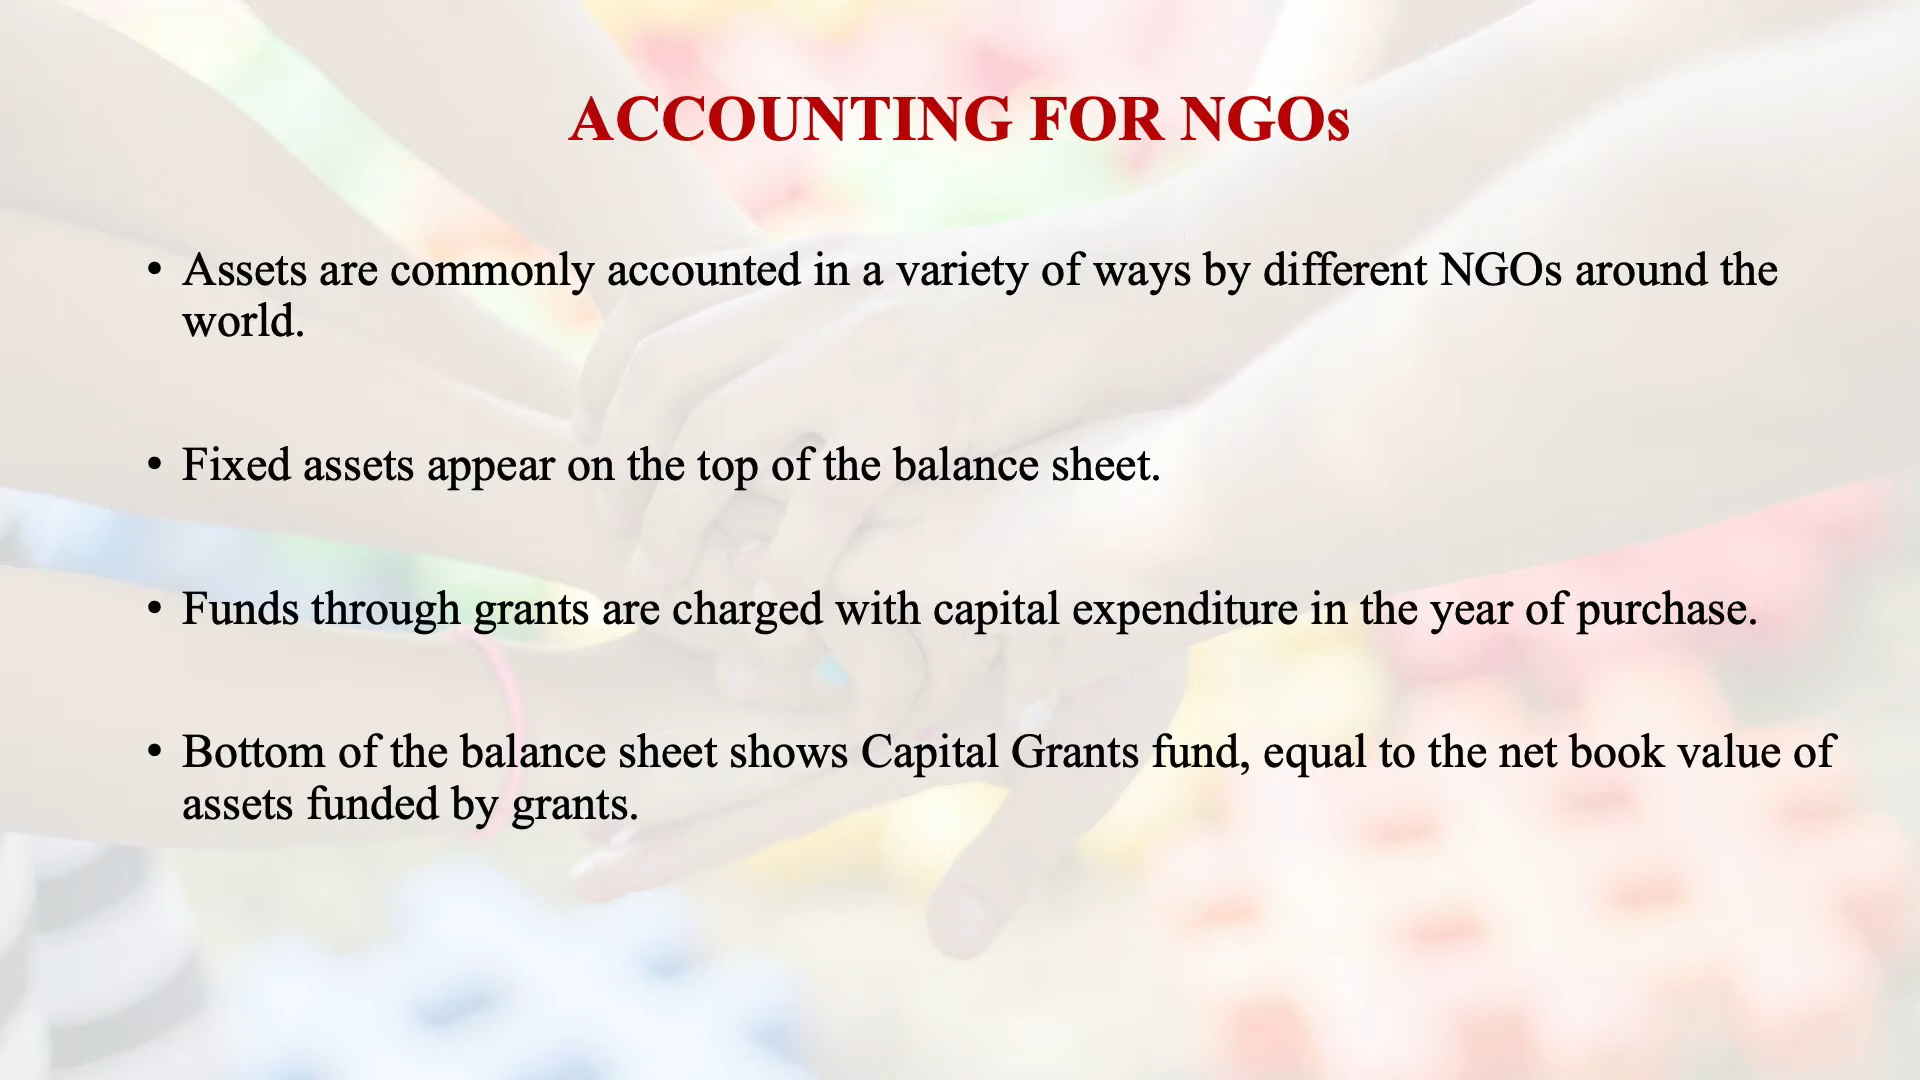 ACCOUNTING FOR NGOs
• Assets are commonly accounted in a variety of ways by different NGOs around the
world.
• Fixed assets appear on the top of the balance sheet.
• Funds through grants are charged with capital expenditure in the year of purchase.
• Bottom of the balance sheet shows Capital Grants fund, equal to the net book value of
assets funded by grants.